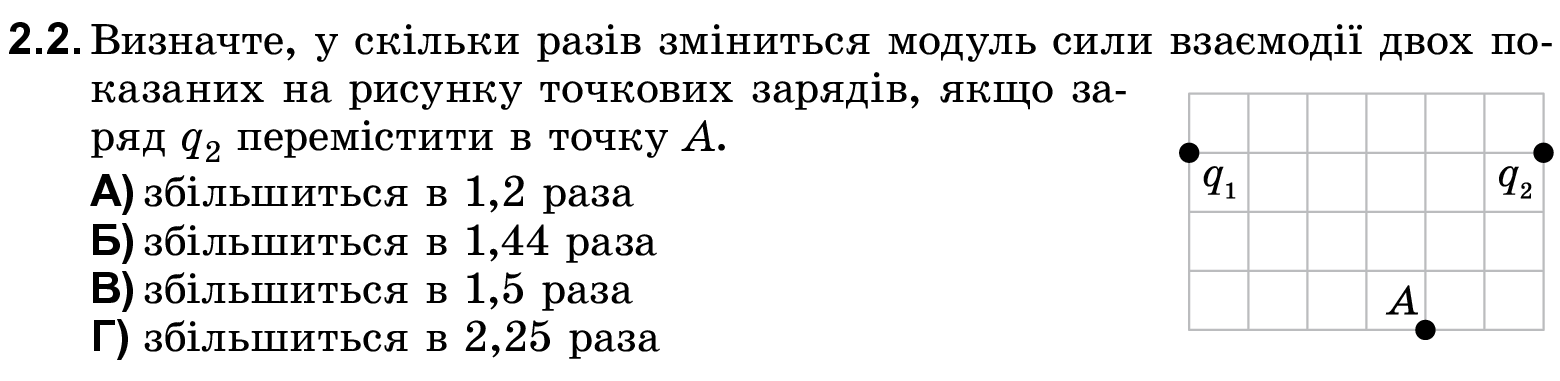 2.2. Визначте, у скільки разів зміниться модуль сили взаємодії двох по-
казаних на рисунку точкових зарядів, якщо за-
ряд q₂ перемістити в точку A.
А) збільшиться в 1,2 раза
Б) збільшиться в 1,44 раза
В) збільшиться в 1,5 раза
Г) збільшиться в 2,25 раза
q₁
q₂
A